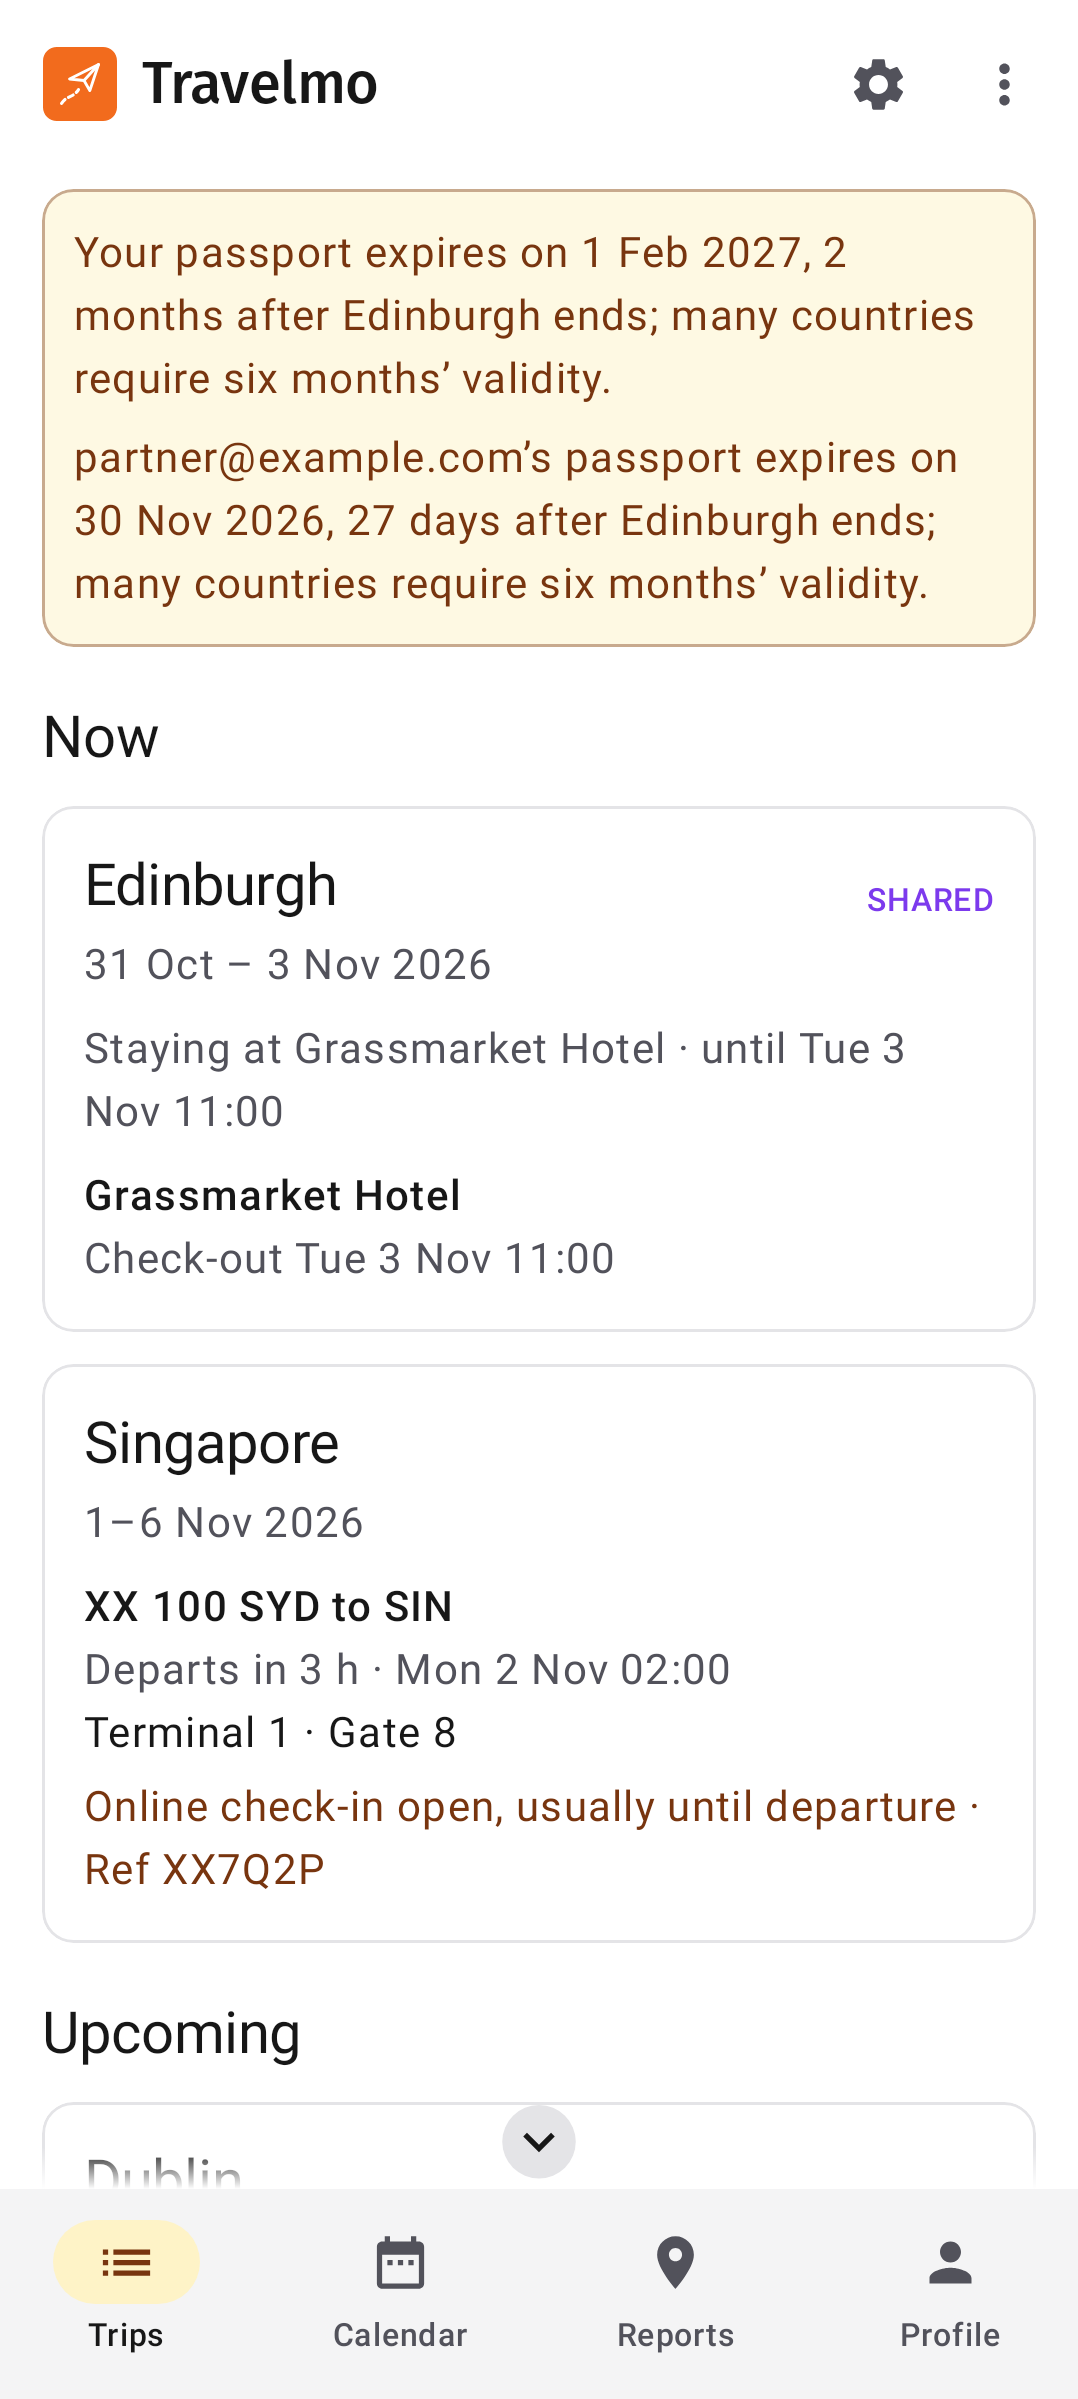 Travelmo
Your passport expires on 1 Feb 2027, 2
months after Edinburgh ends; many countries
require six months’ validity.
partner@example.com’s passport expires on
30 Nov 2026, 27 days after Edinburgh ends;
many countries require six months’ validity.
Now
Edinburgh
SHARED
31 Oct – 3 Nov 2026
Staying at Grassmarket Hotel · until Tue 3
Nov 11:00
Grassmarket Hotel
Check-out Tue 3 Nov 11:00
Singapore
1–6 Nov 2026
XX 100 SYD to SIN
Departs in 3 h · Mon 2 Nov 02:00
Terminal 1 · Gate 8
Online check-in open, usually until departure ·
Ref XX7Q2P
Upcoming
Dublin
Trips
Calendar
Reports
Profile